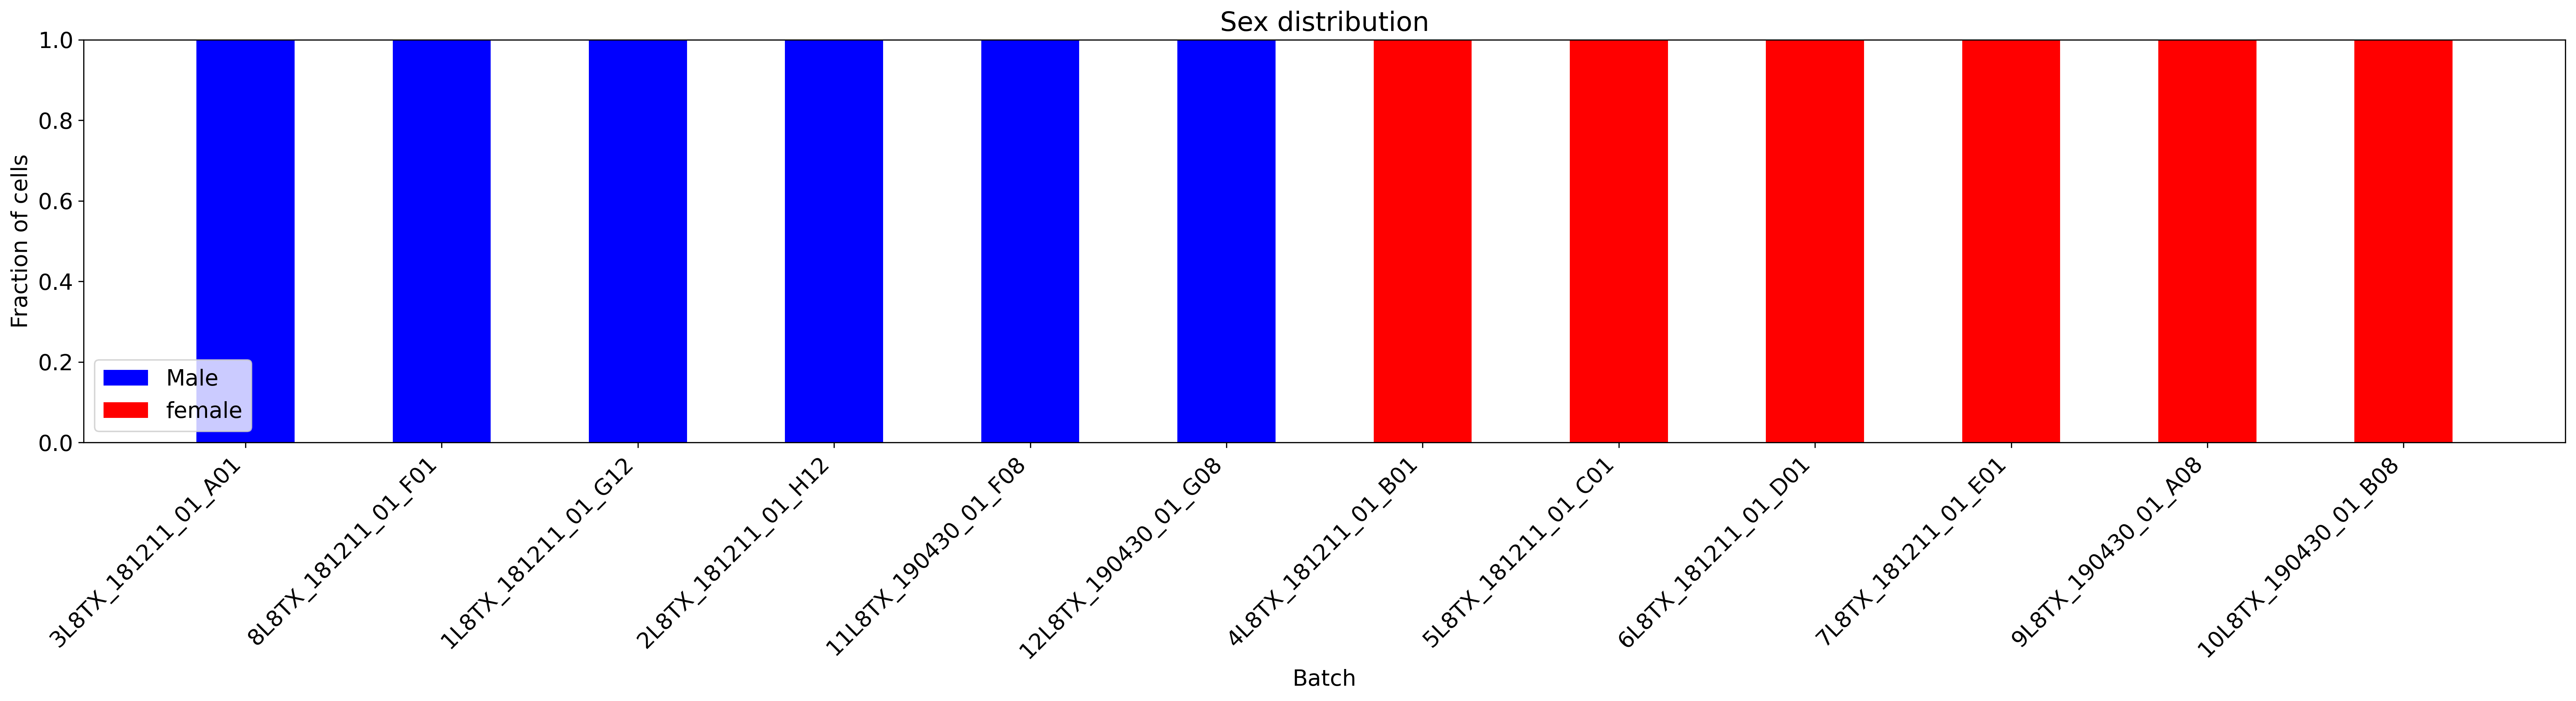 Sex distribution
Fraction of cells
1.0
0.8
0.6
0.4
0.2
0.0
Male
female
3L8TX_181211_01_A01
8L8TX_181211_01_F01
1L8TX_181211_01_G12
2L8TX_181211_01_H12
11L8TX_190430_01_F08
12L8TX_190430_01_G08
4L8TX_181211_01_B01
5L8TX_181211_01_C01
6L8TX_181211_01_D01
7L8TX_181211_01_E01
9L8TX_190430_01_A08
10L8TX_190430_01_B08
Batch